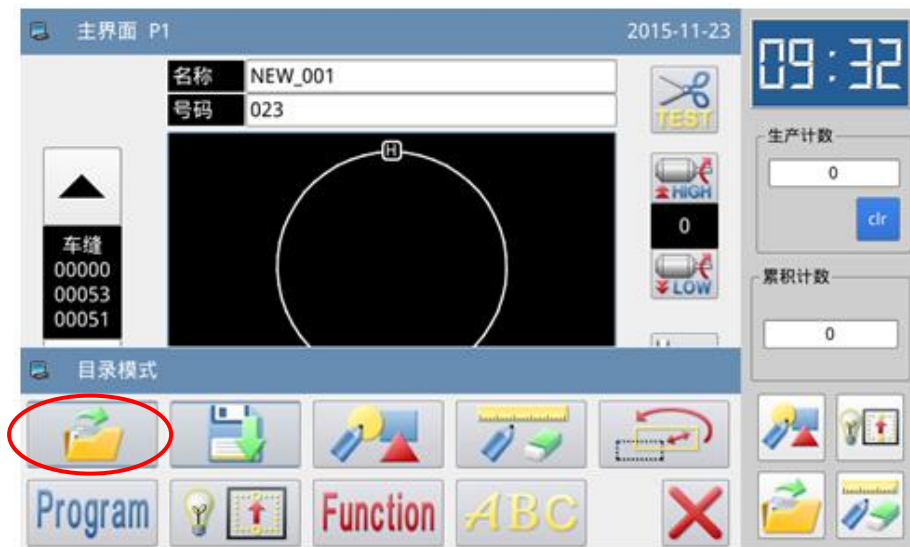 主界面 P1
2015-11-23
09:32
名称 NEW_001
号码 023
TEST
H
HIGH
0
LOW
车缝
00000
00053
00051
生产计数
0
clr
累积计数
0
目录模式
Program
Function
ABC